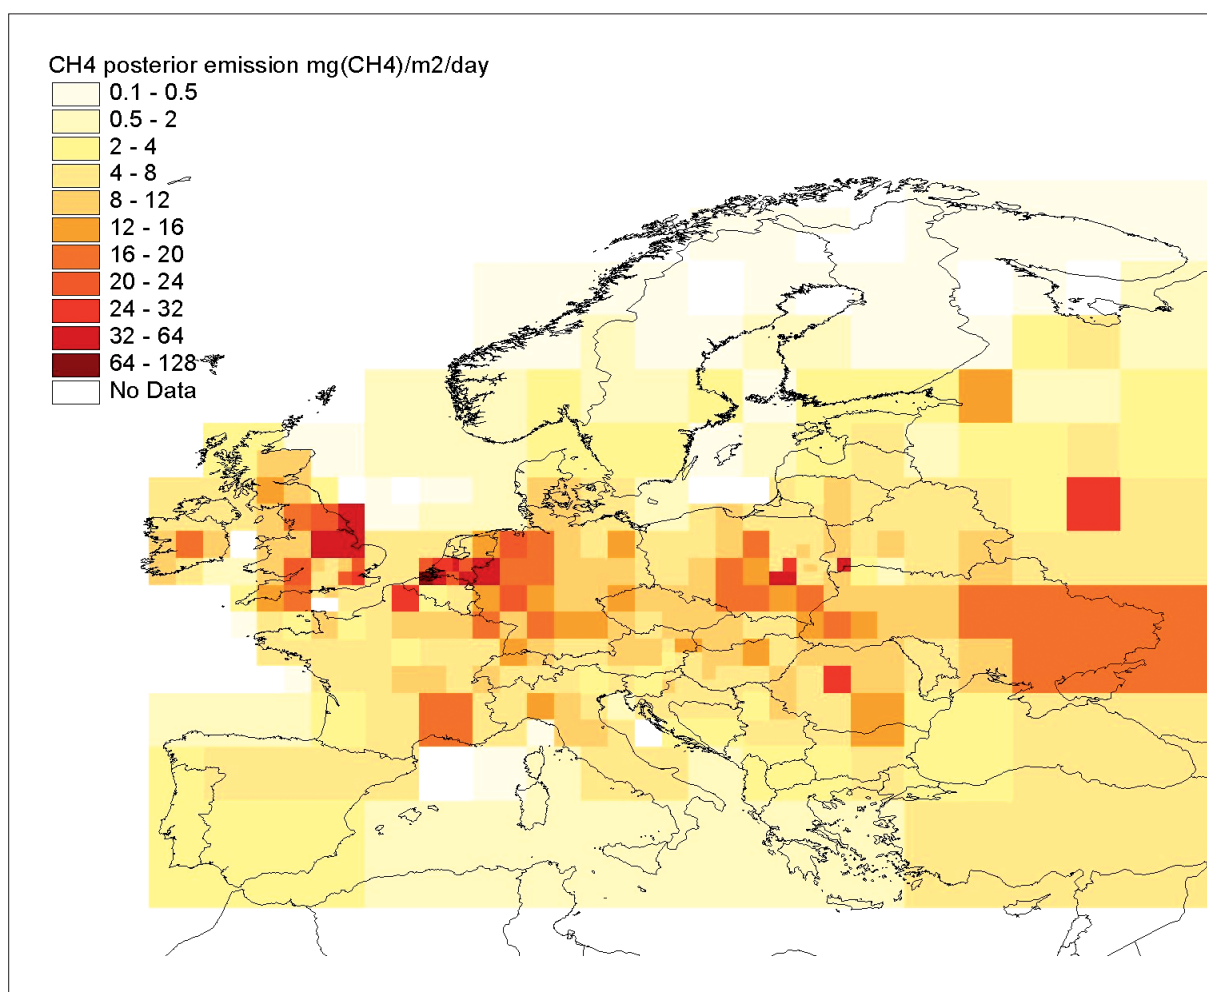 CH4 posterior emission mg(CH4)/m2/day
0.1 - 0.5
0.5 - 2
2 - 4
4 - 8
8 - 12
12 - 16
16 - 20
20 - 24
24 - 32
32 - 64
64 - 128
No Data